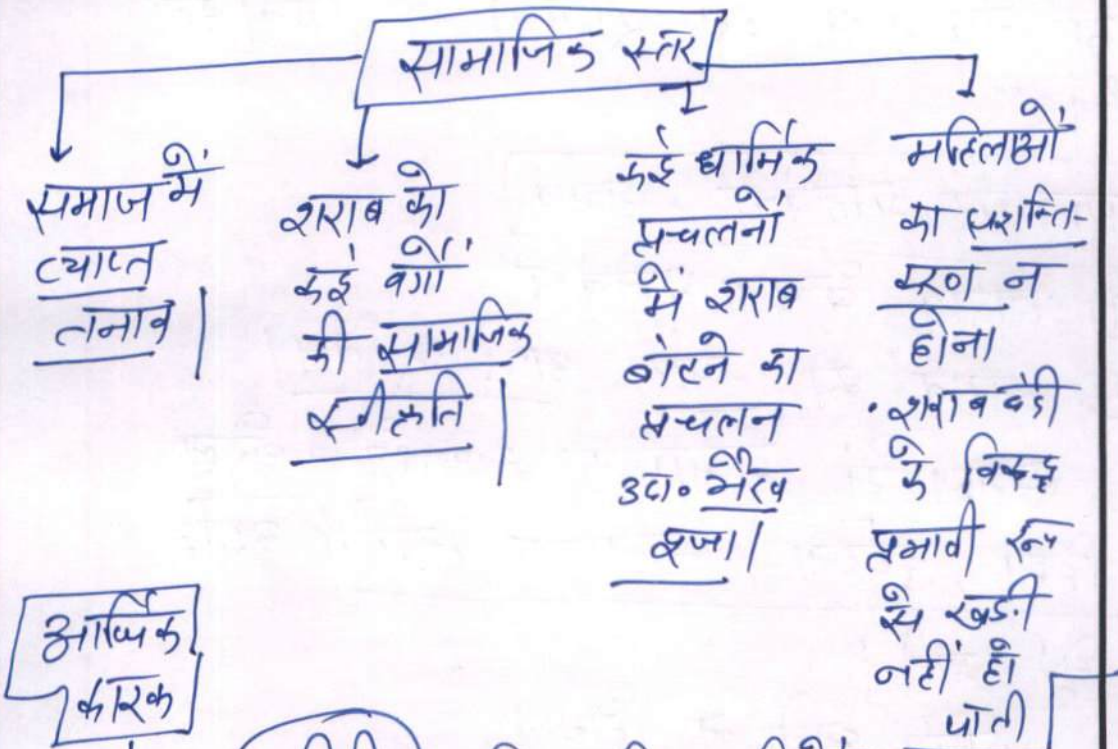 सामाजिक स्तर
समाज में
व्याप्त
तनाव |
शराब को
कई वर्गों
की सामाजिक
स्वीकृति |
कई धार्मिक
प्रचलनों
में शराब
बांटने का
प्रचलन
उदा० भैरव
पूजा |
महिलाओं
का सशक्ति-
करण न
होना
• शराबबंदी
के विरूद्ध
प्रभावी रूप
से खड़ी
नहीं हो
पाती
आर्थिक
कारक